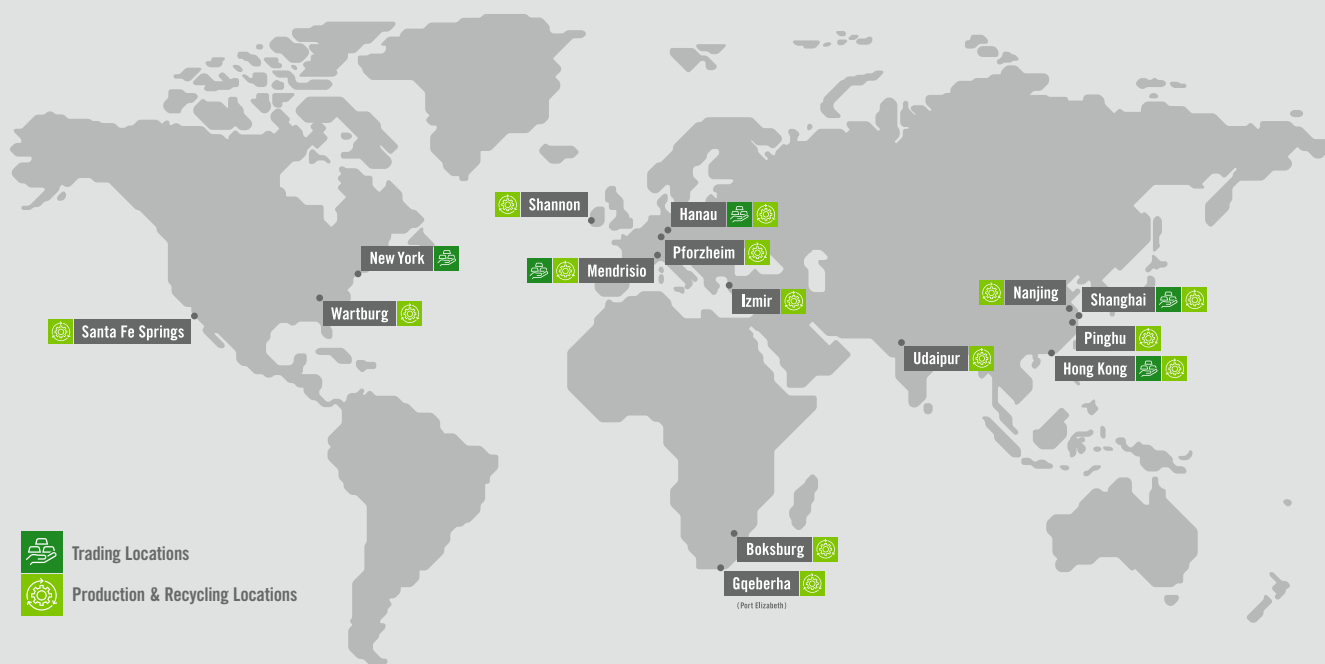 Shannon
Hanau
New York
Pforzheim
Mendrisio
Nanjing
Izmir
Shanghai
Wartburg
Santa Fe Springs
Pinghu
Udaipur
Hong Kong
Boksburg
Trading Locations
Gqeberha
Production & Recycling Locations
(Port Elizabeth)